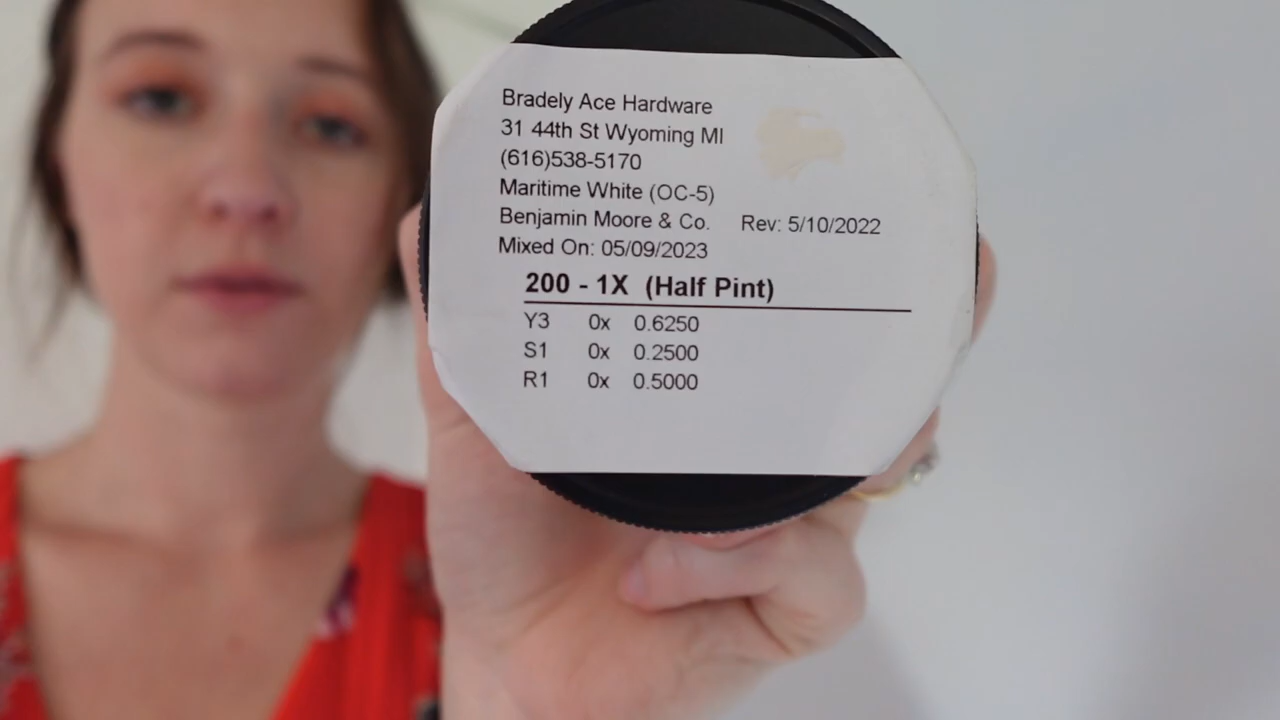 Bradely Ace Hardware
31 44th St Wyoming MI
(616)538-5170
Maritime White (OC-5)
Benjamin Moore & Co. Rev: 5/10/2022
Mixed On: 05/09/2023
200 - 1X (Half Pint)
Y3 0x 0.6250
S1 0x 0.2500
R1 0x 0.5000